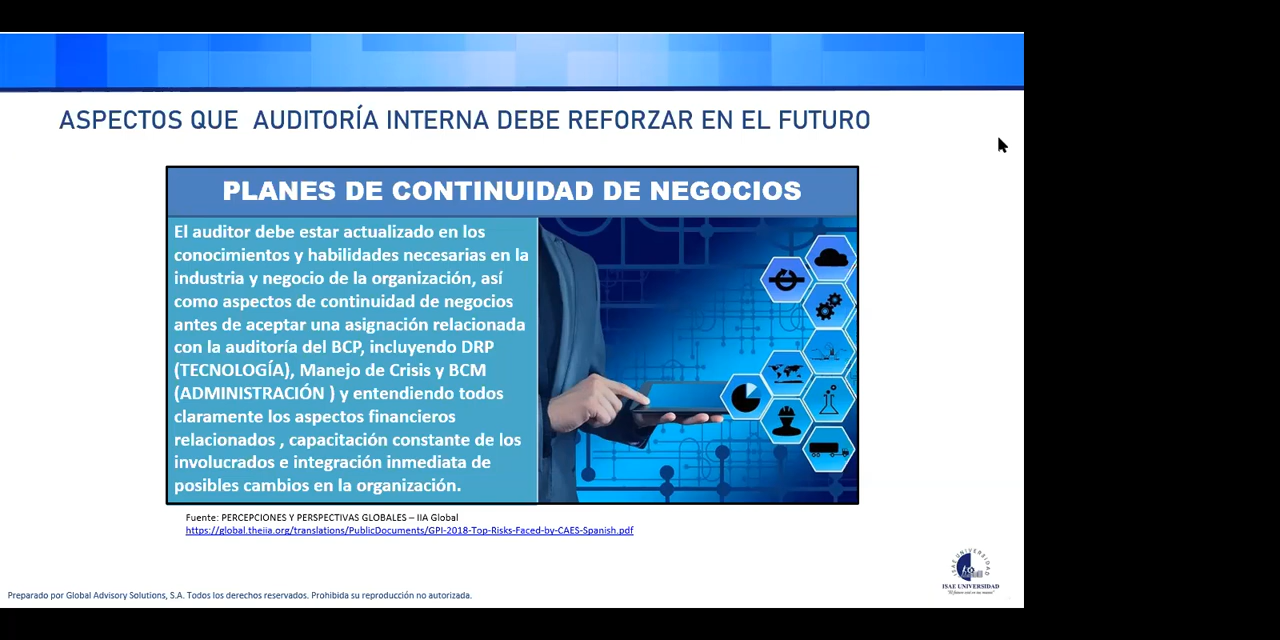 ASPECTOS QUE AUDITORÍA INTERNA DEBE REFORZAR EN EL FUTURO
PLANES DE CONTINUIDAD DE NEGOCIOS
El auditor debe estar actualizado en los
conocimientos y habilidades necesarias en la
industria y negocio de la organización, así
como aspectos de continuidad de negocios
antes de aceptar una asignación relacionada
con la auditoría del BCP, incluyendo DRP
(TECNOLOGÍA), Manejo de Crisis y BCM
(ADMINISTRACIÓN ) y entendiendo todos
claramente los aspectos financieros
relacionados , capacitación constante de los
involucrados e integración inmediata de
posibles cambios en la organización.
Fuente: PERCEPCIONES Y PERSPECTIVAS GLOBALES – IIA Global
https://global.theiia.org/translations/PublicDocuments/GPI-2018-Top-Risks-Faced-by-CAES-Spanish.pdf
ISAE UNIVERSIDAD
ISAE UNIVERSIDAD
Preparado por Global Advisory Solutions, S.A. Todos los derechos reservados. Prohibida su reproducción no autorizada.